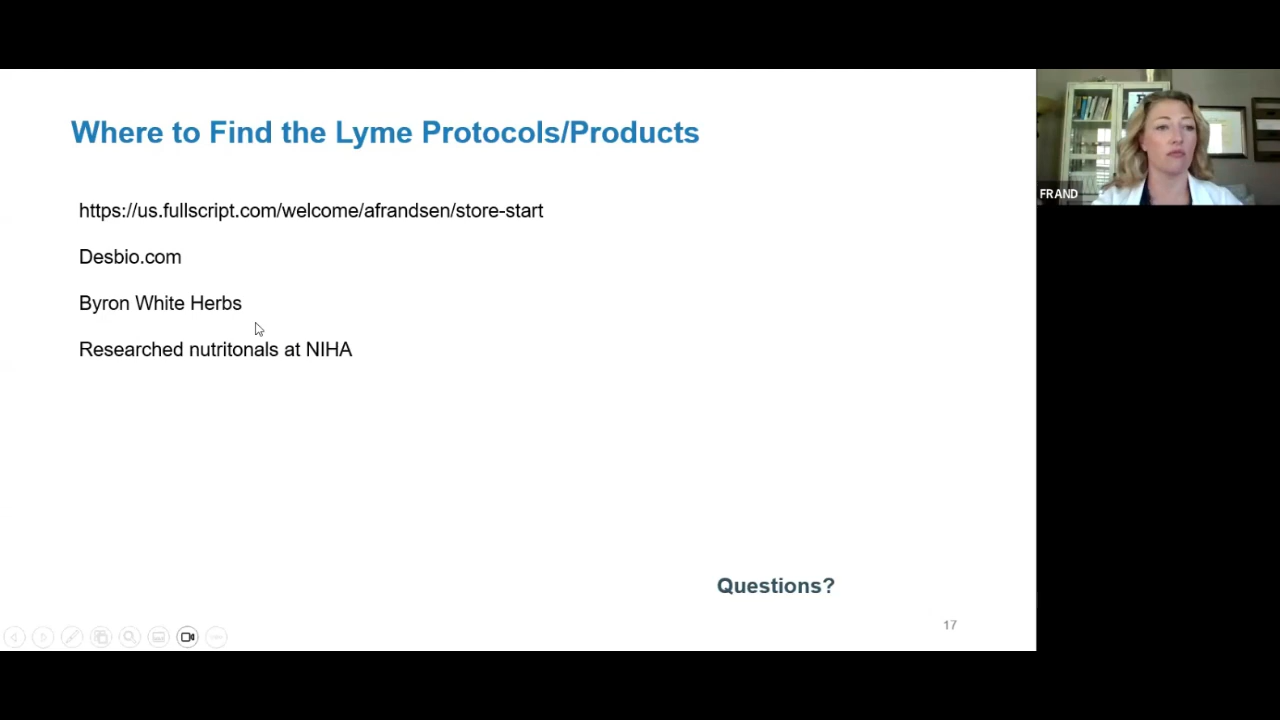 Where to Find the Lyme Protocols/Products
https://us.fullscript.com/welcome/afrandsen/store-start
Desbio.com
Byron White Herbs
Researched nutritonals at NIHA
Questions?
17
FRAND